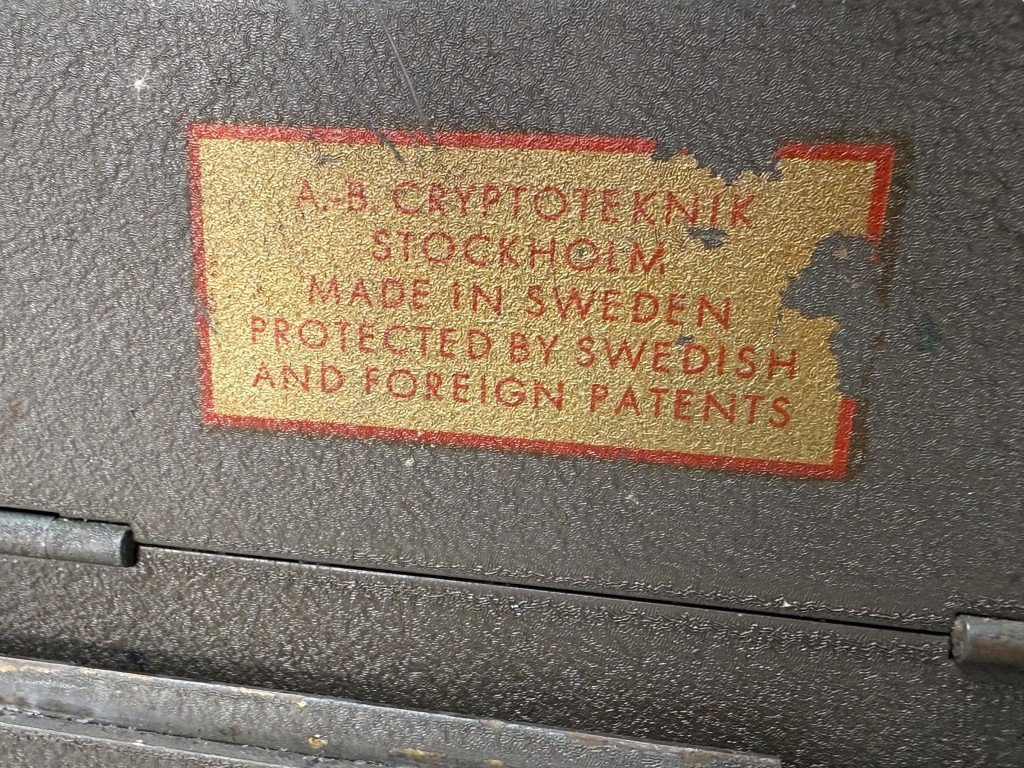 A.-B. CRYPTOTEKNIK
STOCKHOLM
MADE IN SWEDEN
PROTECTED BY SWEDISH
AND FOREIGN PATENTS